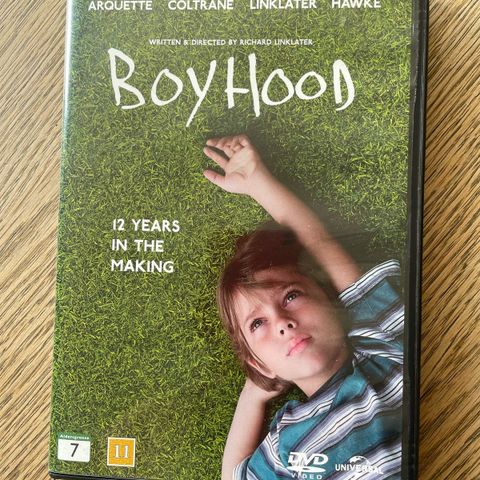 ARQUETTE COLTRANE LINKLATER HAWKE
WRITTEN & DIRECTED BY RICHARD LINKLATER
BOYHOOD
12 YEARS
IN THE
MAKING
Aldersgrense
7
11
DVD
VIDEO
UNIVERSAL